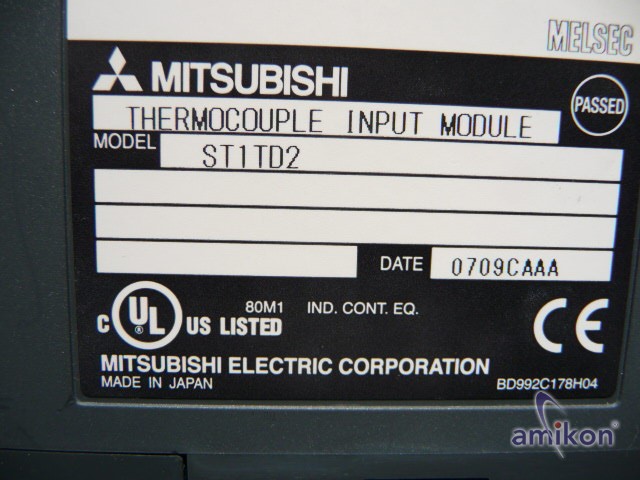 MELSEC
MITSUBISHI
PASSED
THERMOCOUPLE INPUT MODULE
MODEL ST1TD2
DATE 0709CAAA
C UL ® US LISTED 80M1 IND. CONT. EQ. CE
MITSUBISHI ELECTRIC CORPORATION
MADE IN JAPAN BD992C178H04
amikon